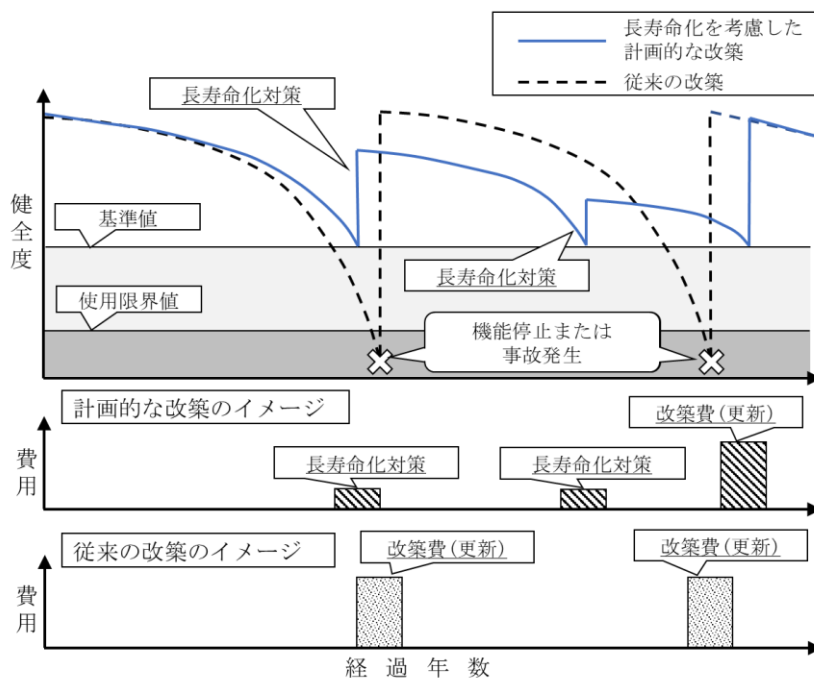 長寿命化を考慮した
計画的な改築
従来の改築
長寿命化対策
健全度
基準値
長寿命化対策
使用限界値
機能停止または
事故発生
計画的な改築のイメージ
改築費(更新)
費用
長寿命化対策
長寿命化対策
従来の改築のイメージ
改築費(更新)
改築費(更新)
費用
経過年数